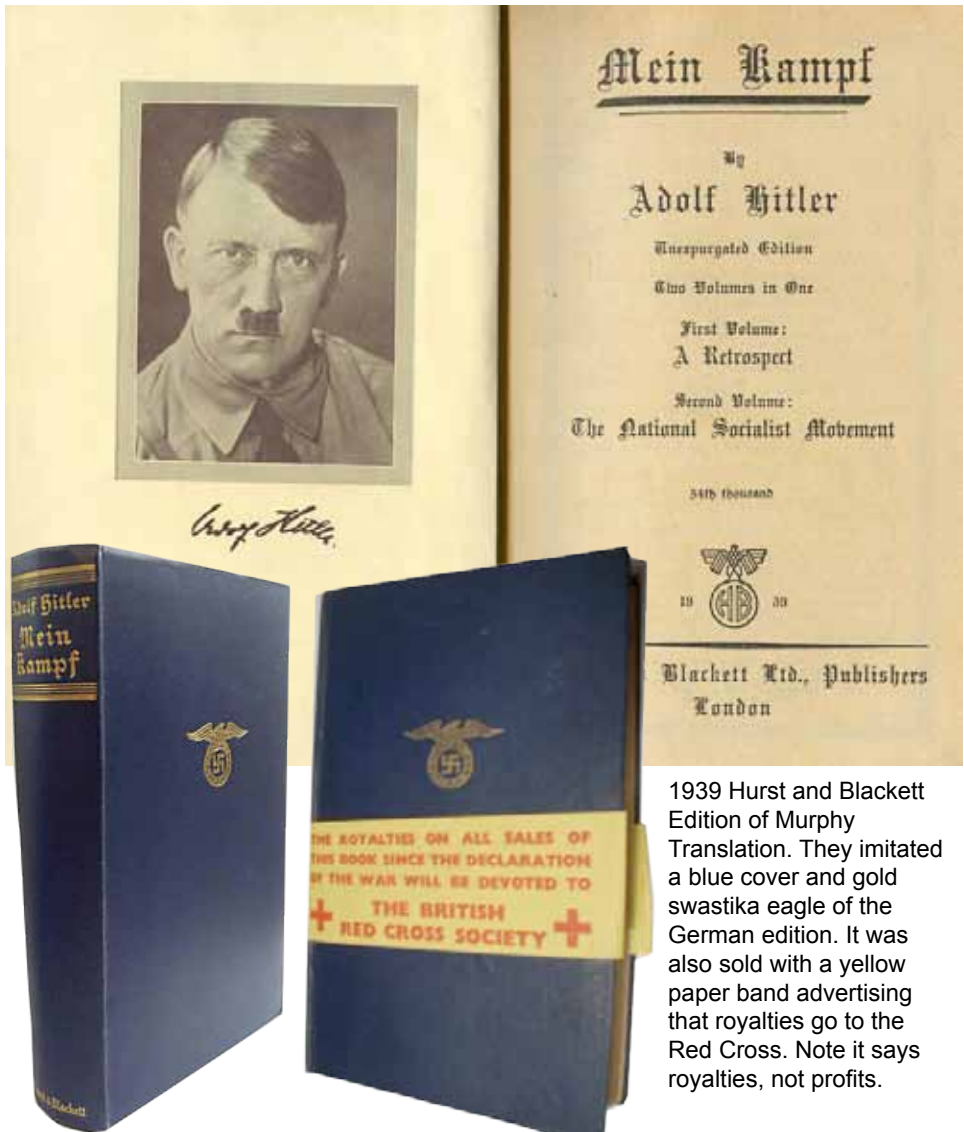 Mein Kampf
By
Adolf Hitler
Unexpurgated Edition
Two Volumes in One
First Volume:
A Retrospect
Second Volume:
The National Socialist Movement
54th thousand
19 39
HB
Blackett Ltd., Publishers
London
Adolf Hitler
Adolf Hitler
Mein
Kampf
Blackett
THE ROYALTIES ON ALL SALES OF
THIS BOOK SINCE THE DECLARATION
OF THE WAR WILL BE DEVOTED TO
THE BRITISH
RED CROSS SOCIETY
1939 Hurst and Blackett
Edition of Murphy
Translation. They imitated
a blue cover and gold
swastika eagle of the
German edition. It was
also sold with a yellow
paper band advertising
that royalties go to the
Red Cross. Note it says
royalties, not profits.